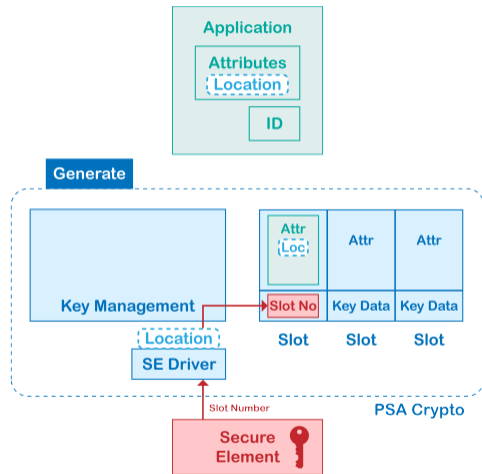 Application
Attributes
Location
ID
Generate
Attr
Loc
Attr
Attr
Key Management
Slot No
Key Data
Key Data
Location
Slot
Slot
Slot
SE Driver
Slot Number
PSA Crypto
Secure
Element